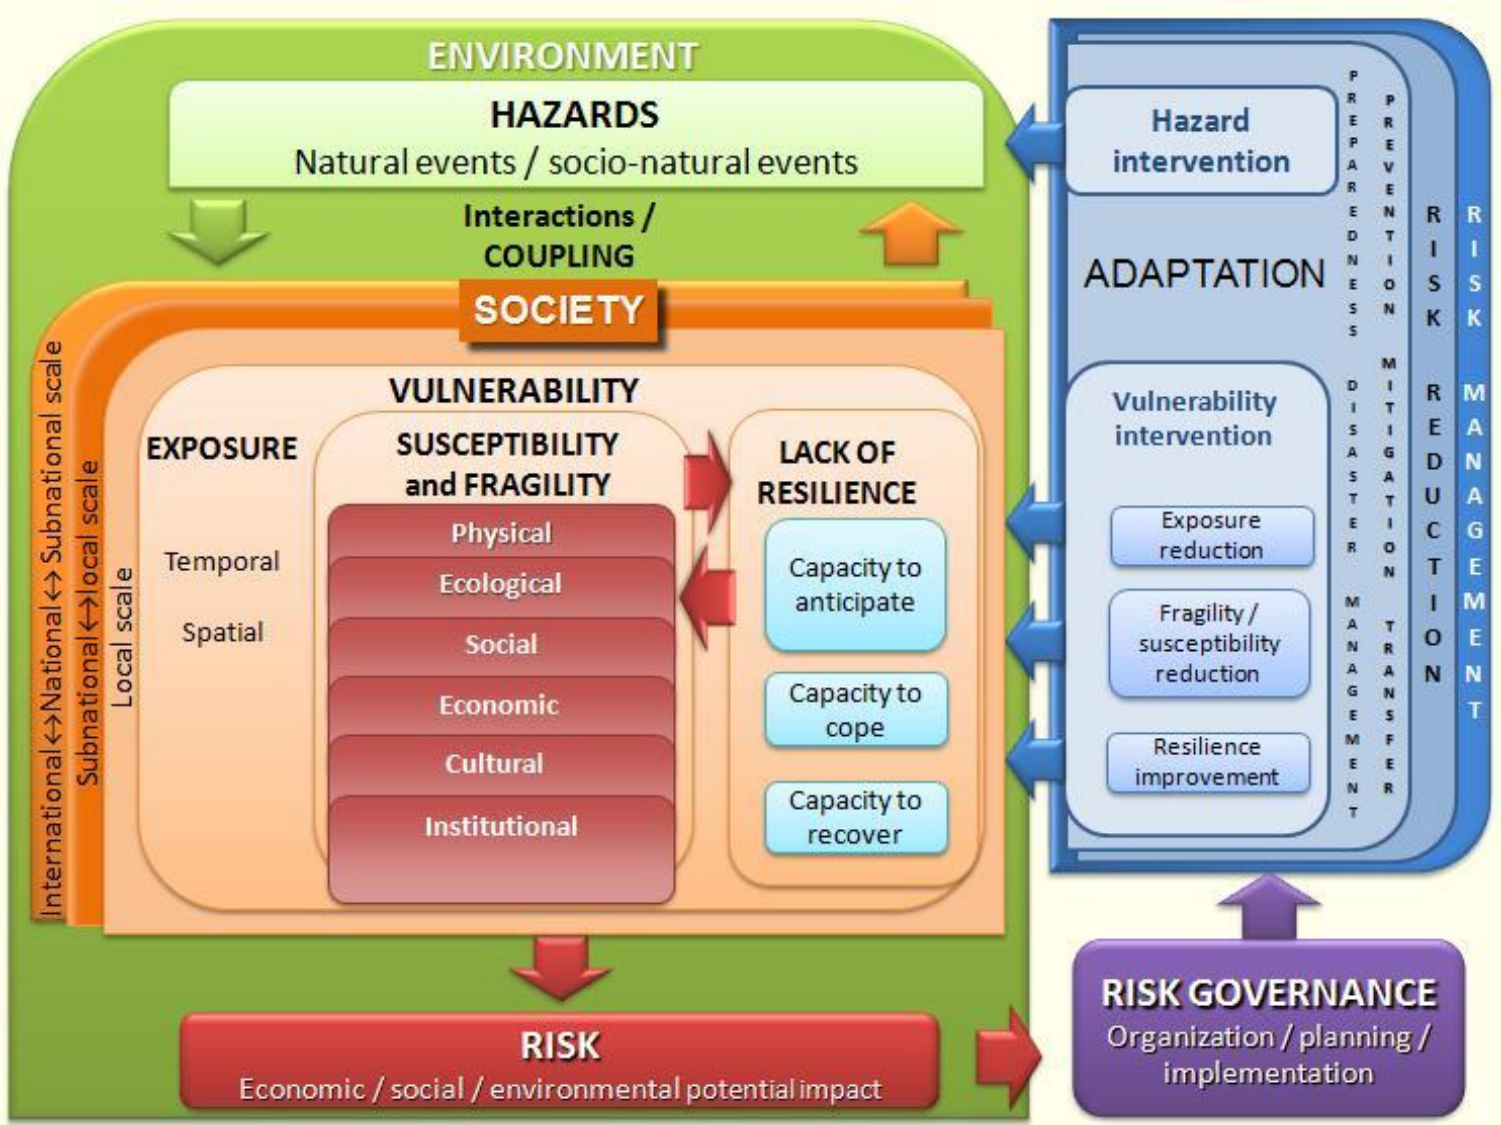 ENVIRONMENT
HAZARDS
Natural events / socio-natural events
Interactions /
COUPLING
SOCIETY
International↔National↔Subnational scale
Subnational↔local scale
Local scale
VULNERABILITY
EXPOSURE
Temporal
Spatial
SUSCEPTIBILITY
and FRAGILITY
Physical
Ecological
Social
Economic
Cultural
Institutional
LACK OF
RESILIENCE
Capacity to
anticipate
Capacity to
cope
Capacity to
recover
RISK
Economic / social / environmental potential impact
Hazard
intervention
ADAPTATION
Vulnerability
intervention
Exposure
reduction
Fragility /
susceptibility
reduction
Resilience
improvement
PREPAREDNESS DISASTER MANAGEMENT
PREVENTION MITIGATION TRANSFER
RISK REDUCTION
RISK MANAGEMENT
RISK GOVERNANCE
Organization / planning /
implementation